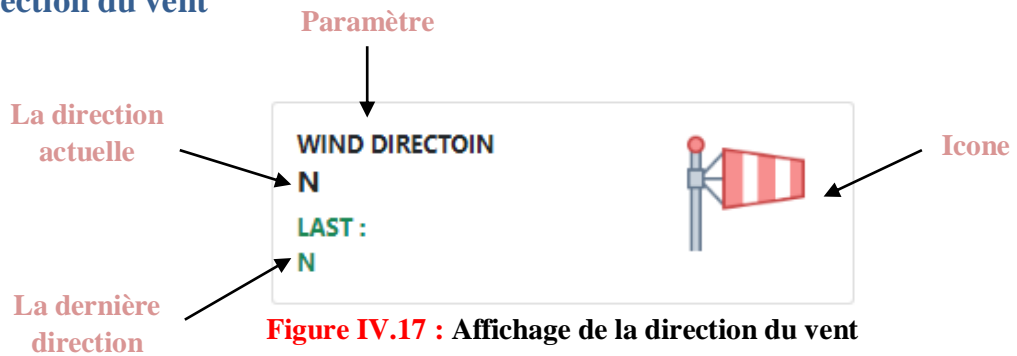 ection du vent
Paramètre
La direction
actuelle
WIND DIRECTOIN
N
LAST :
N
Icone
La dernière
direction
Figure IV.17 : Affichage de la direction du vent